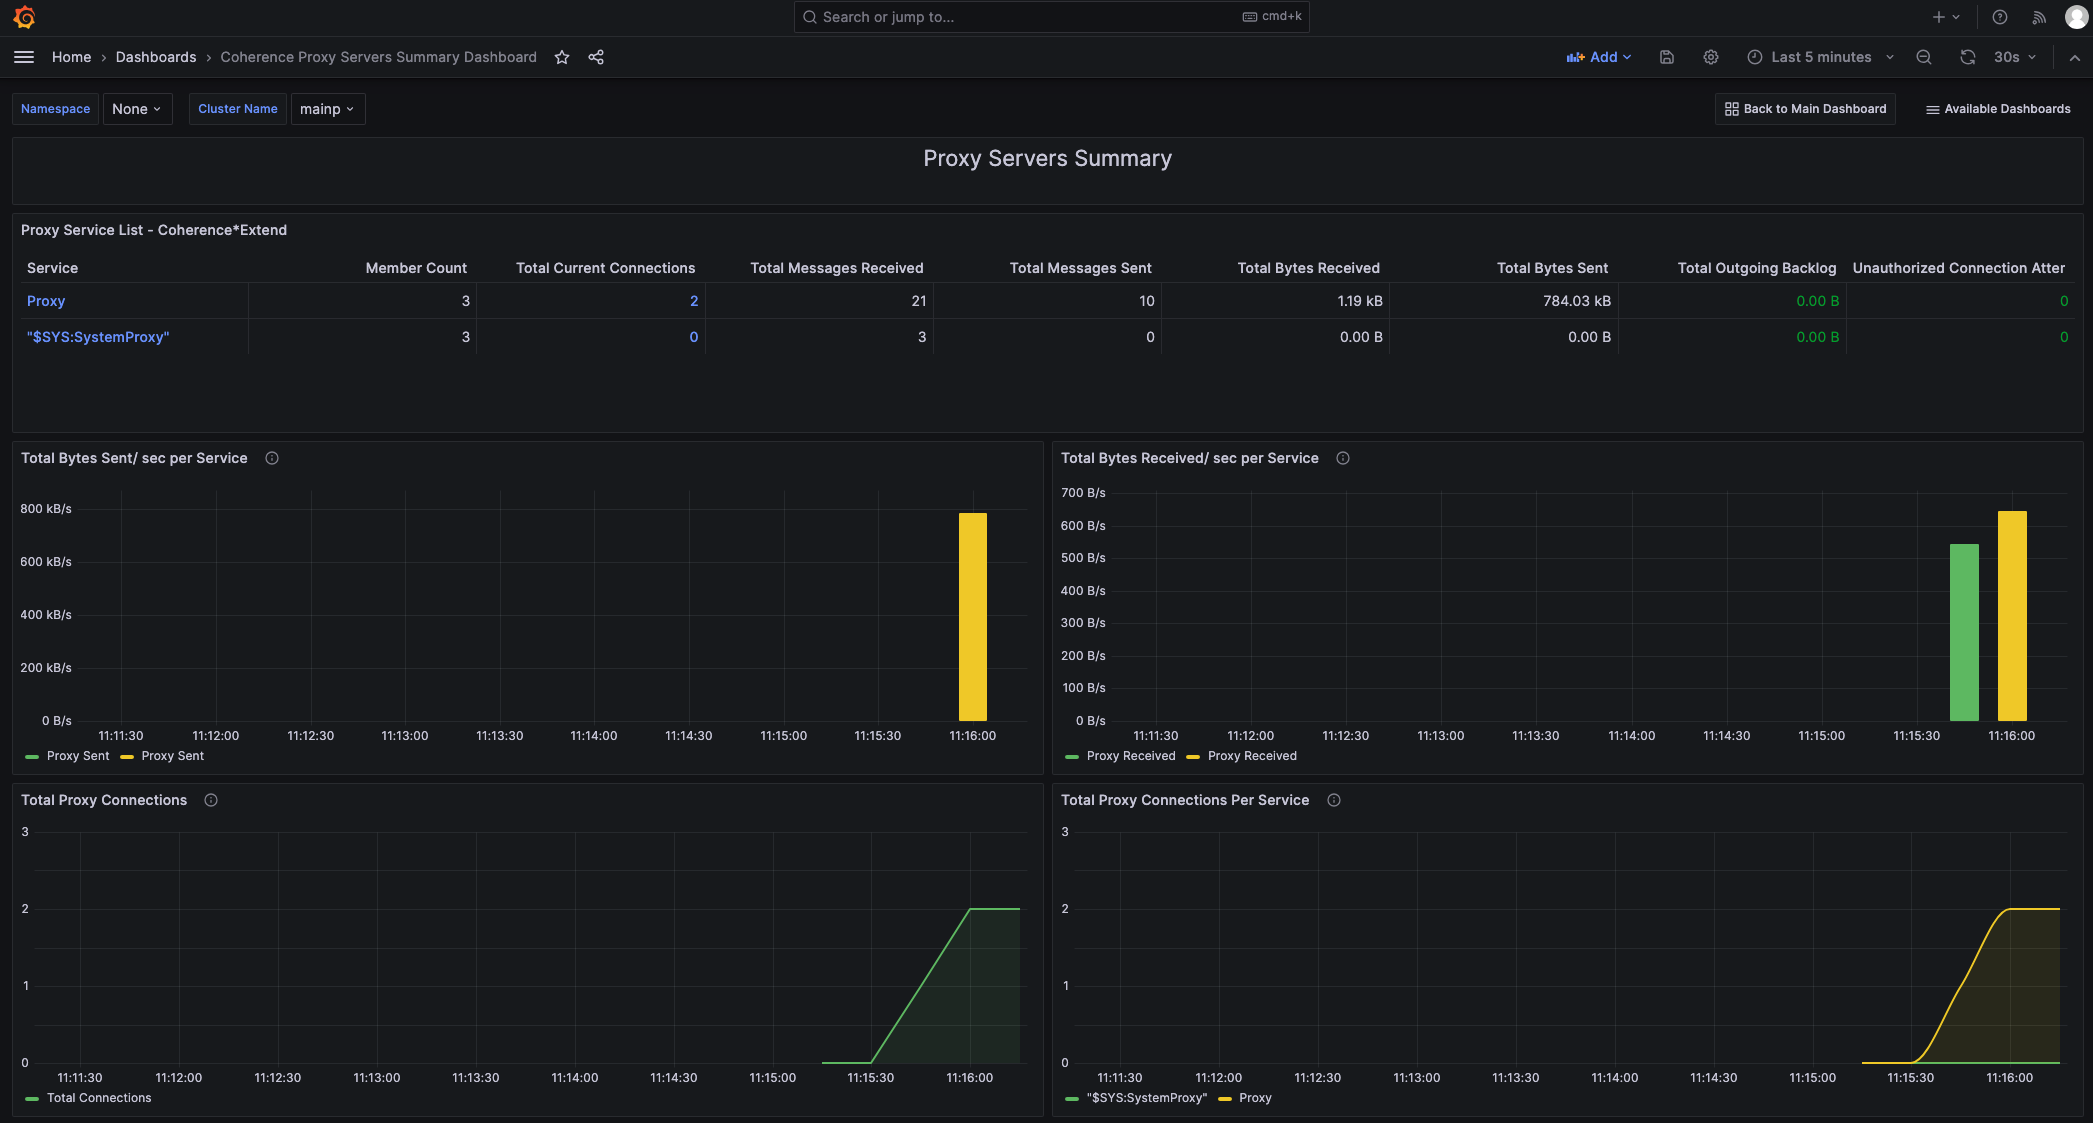 Search or jump to... cmd+k
Home › Dashboards › Coherence Proxy Servers Summary Dashboard Add Last 5 minutes 30s
Namespace None Cluster Name mainp Back to Main Dashboard Available Dashboards
Proxy Servers Summary
Proxy Service List - Coherence*Extend
Service Member Count Total Current Connections Total Messages Received Total Messages Sent Total Bytes Received Total Bytes Sent Total Outgoing Backlog Unauthorized Connection Atter
Proxy 3 2 21 10 1.19 kB 784.03 kB 0.00 B 0
"$SYS:SystemProxy" 3 0 3 0 0.00 B 0.00 B 0.00 B 0
Total Bytes Sent/ sec per Service
800 kB/s
600 kB/s
400 kB/s
200 kB/s
0 B/s
11:11:30 11:12:00 11:12:30 11:13:00 11:13:30 11:14:00 11:14:30 11:15:00 11:15:30 11:16:00
Proxy Sent Proxy Sent
Total Bytes Received/ sec per Service
700 B/s
600 B/s
500 B/s
400 B/s
300 B/s
200 B/s
100 B/s
0 B/s
11:11:30 11:12:00 11:12:30 11:13:00 11:13:30 11:14:00 11:14:30 11:15:00 11:15:30 11:16:00
Proxy Received Proxy Received
Total Proxy Connections
3
2
1
0
11:11:30 11:12:00 11:12:30 11:13:00 11:13:30 11:14:00 11:14:30 11:15:00 11:15:30 11:16:00
Total Connections
Total Proxy Connections Per Service
3
2
1
0
11:11:30 11:12:00 11:12:30 11:13:00 11:13:30 11:14:00 11:14:30 11:15:00 11:15:30 11:16:00
"$SYS:SystemProxy" Proxy